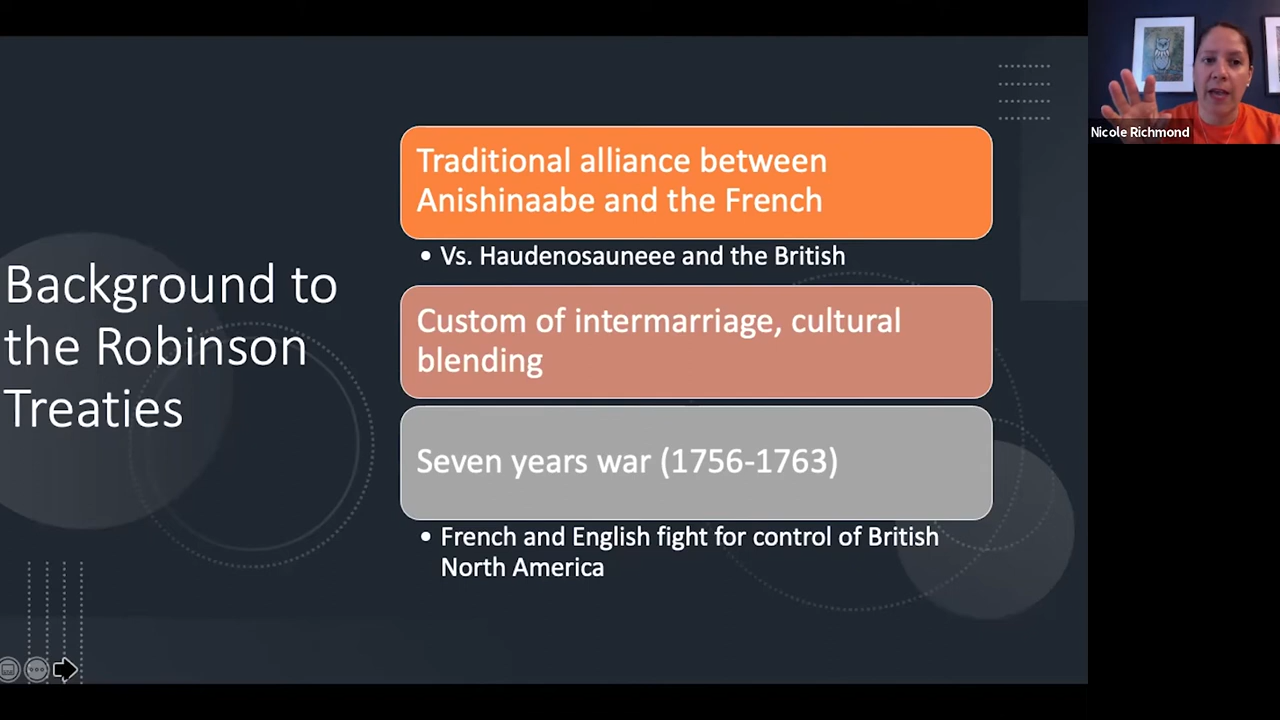 Background to
the Robinson
Treaties
Traditional alliance between
Anishinaabe and the French
• Vs. Haudenosauneee and the British
Custom of intermarriage, cultural
blending
Seven years war (1756-1763)
• French and English fight for control of British
North America
Nicole Richmond